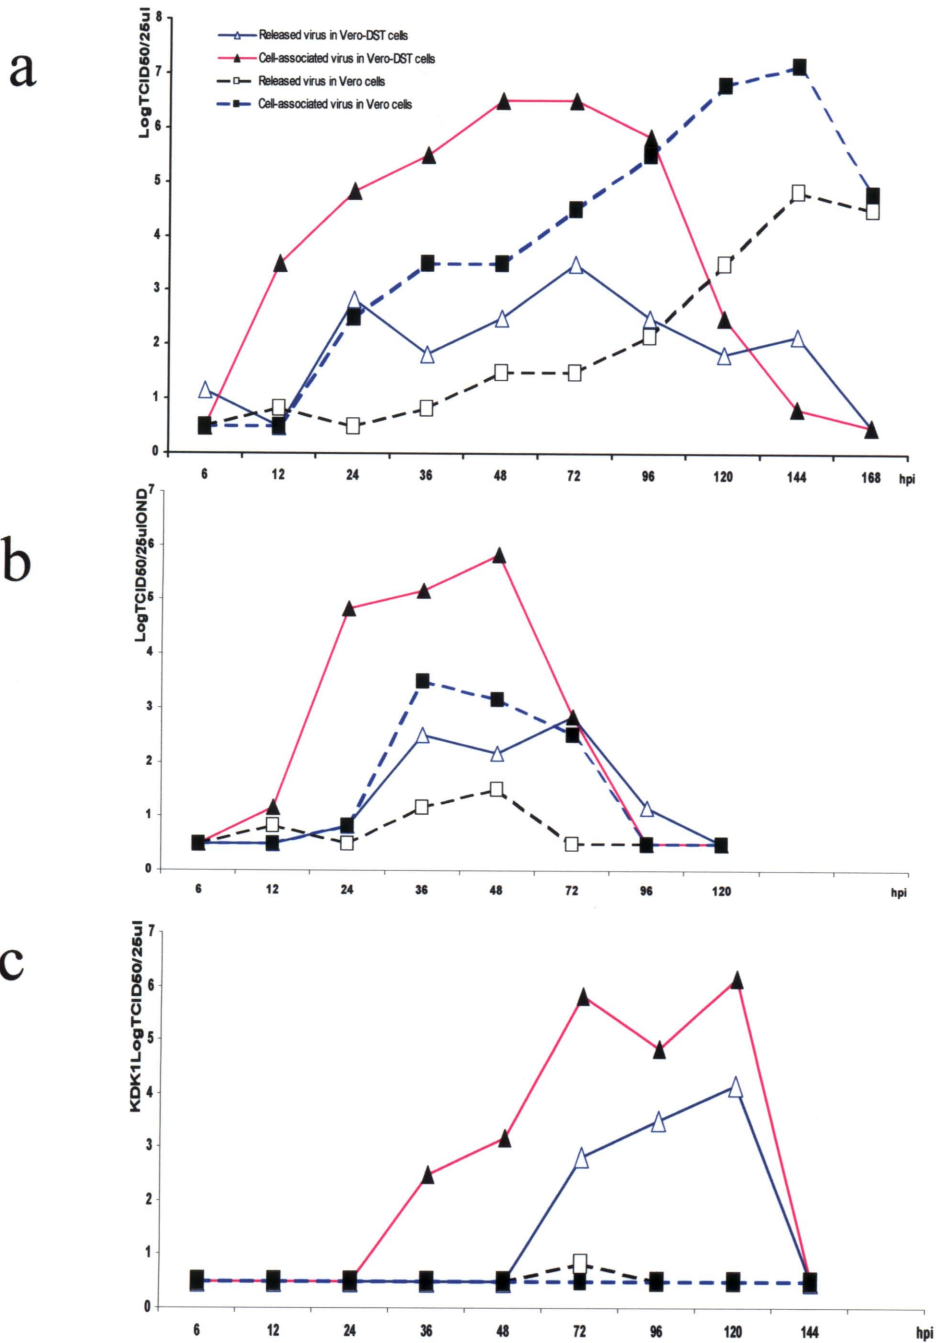 a
LogTCID50/25ul
Released virus in Vero-DST cells
Cell-associated virus in Vero-DST cells
Released virus in Vero cells
Cell-associated virus in Vero cells
8
7
6
5
4
3
2
1
0
6 12 24 36 48 72 96 120 144 168 hpi
b
LogTCID50/25ulOND
7
6
5
4
3
2
1
0
6 12 24 36 48 72 96 120 hpi
c
KDK1LogTCID50/25ul
7
6
5
4
3
2
1
0
6 12 24 36 48 72 96 120 144 hpi